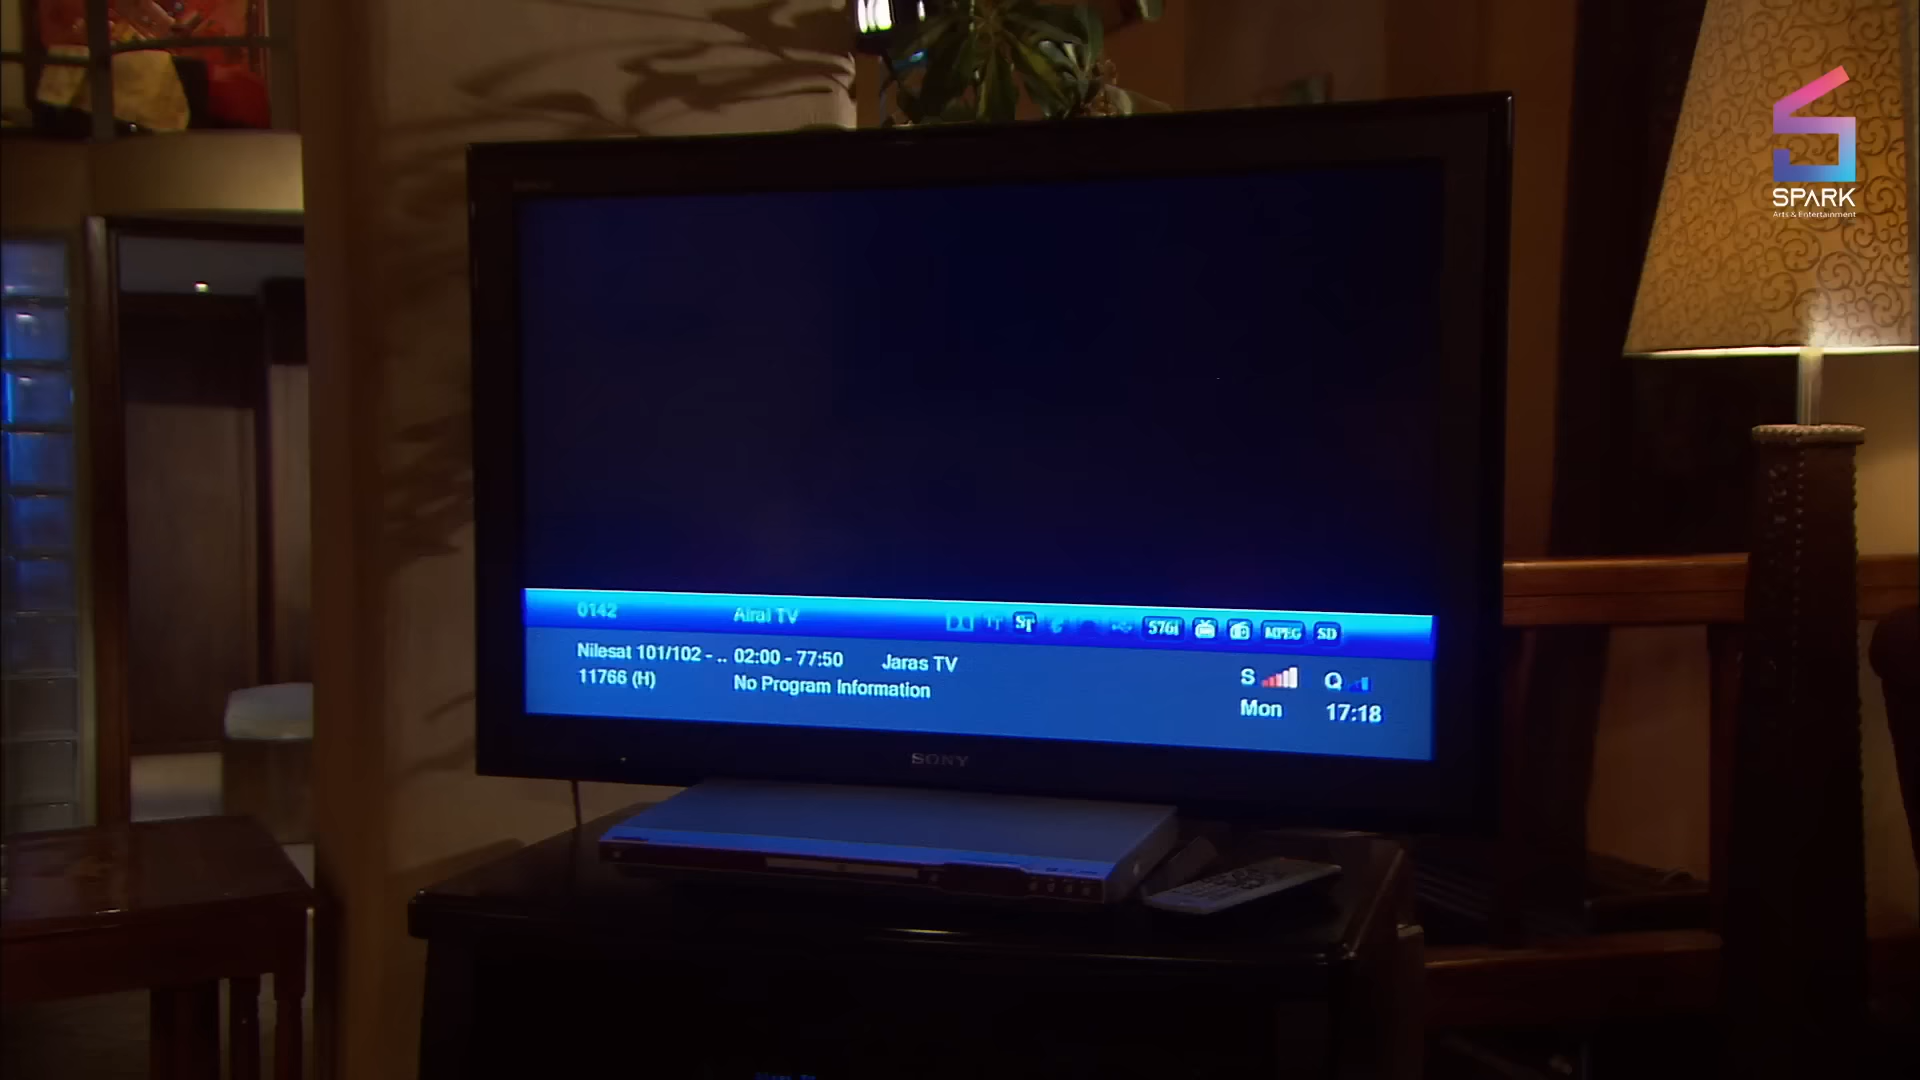 SPARK
Arts & Entertainment
0142
Alrai TV
ST
576i
MPEG
SD
Nilesat 101/102 - ..
02:00 - 77:50
Jaras TV
S
Q
11766 (H)
No Program Information
Mon
17:18
SONY